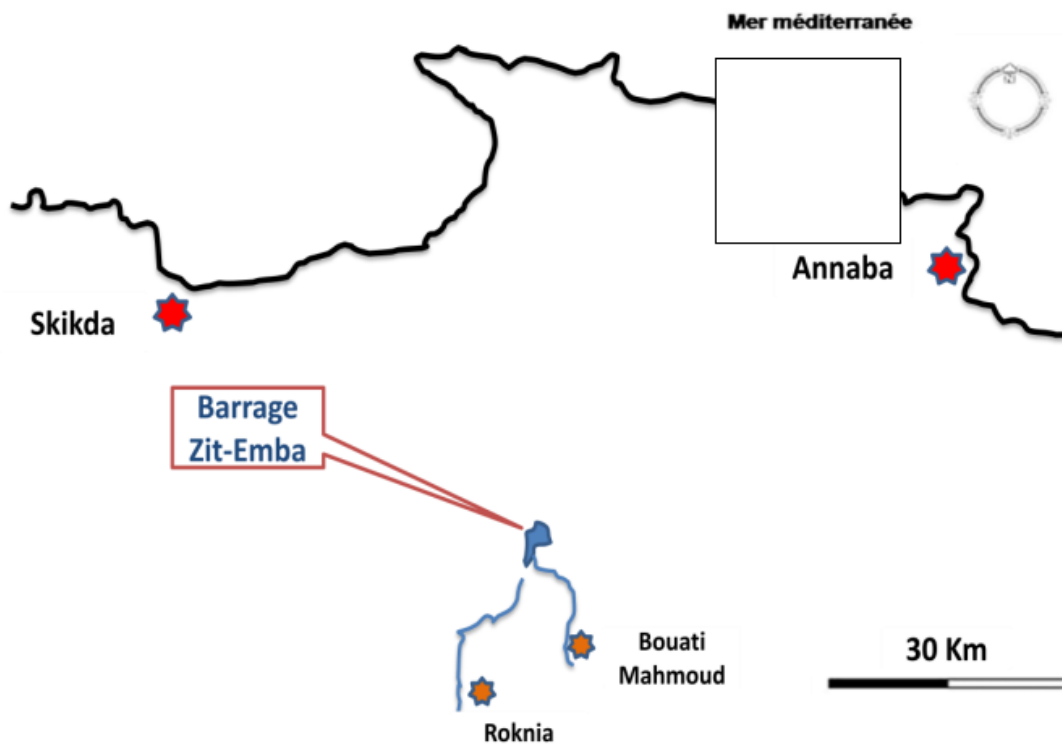 Mer méditerranée
N
Annaba
Skikda
Barrage
Zit-Emba
Bouati
Mahmoud
30 Km
Roknia